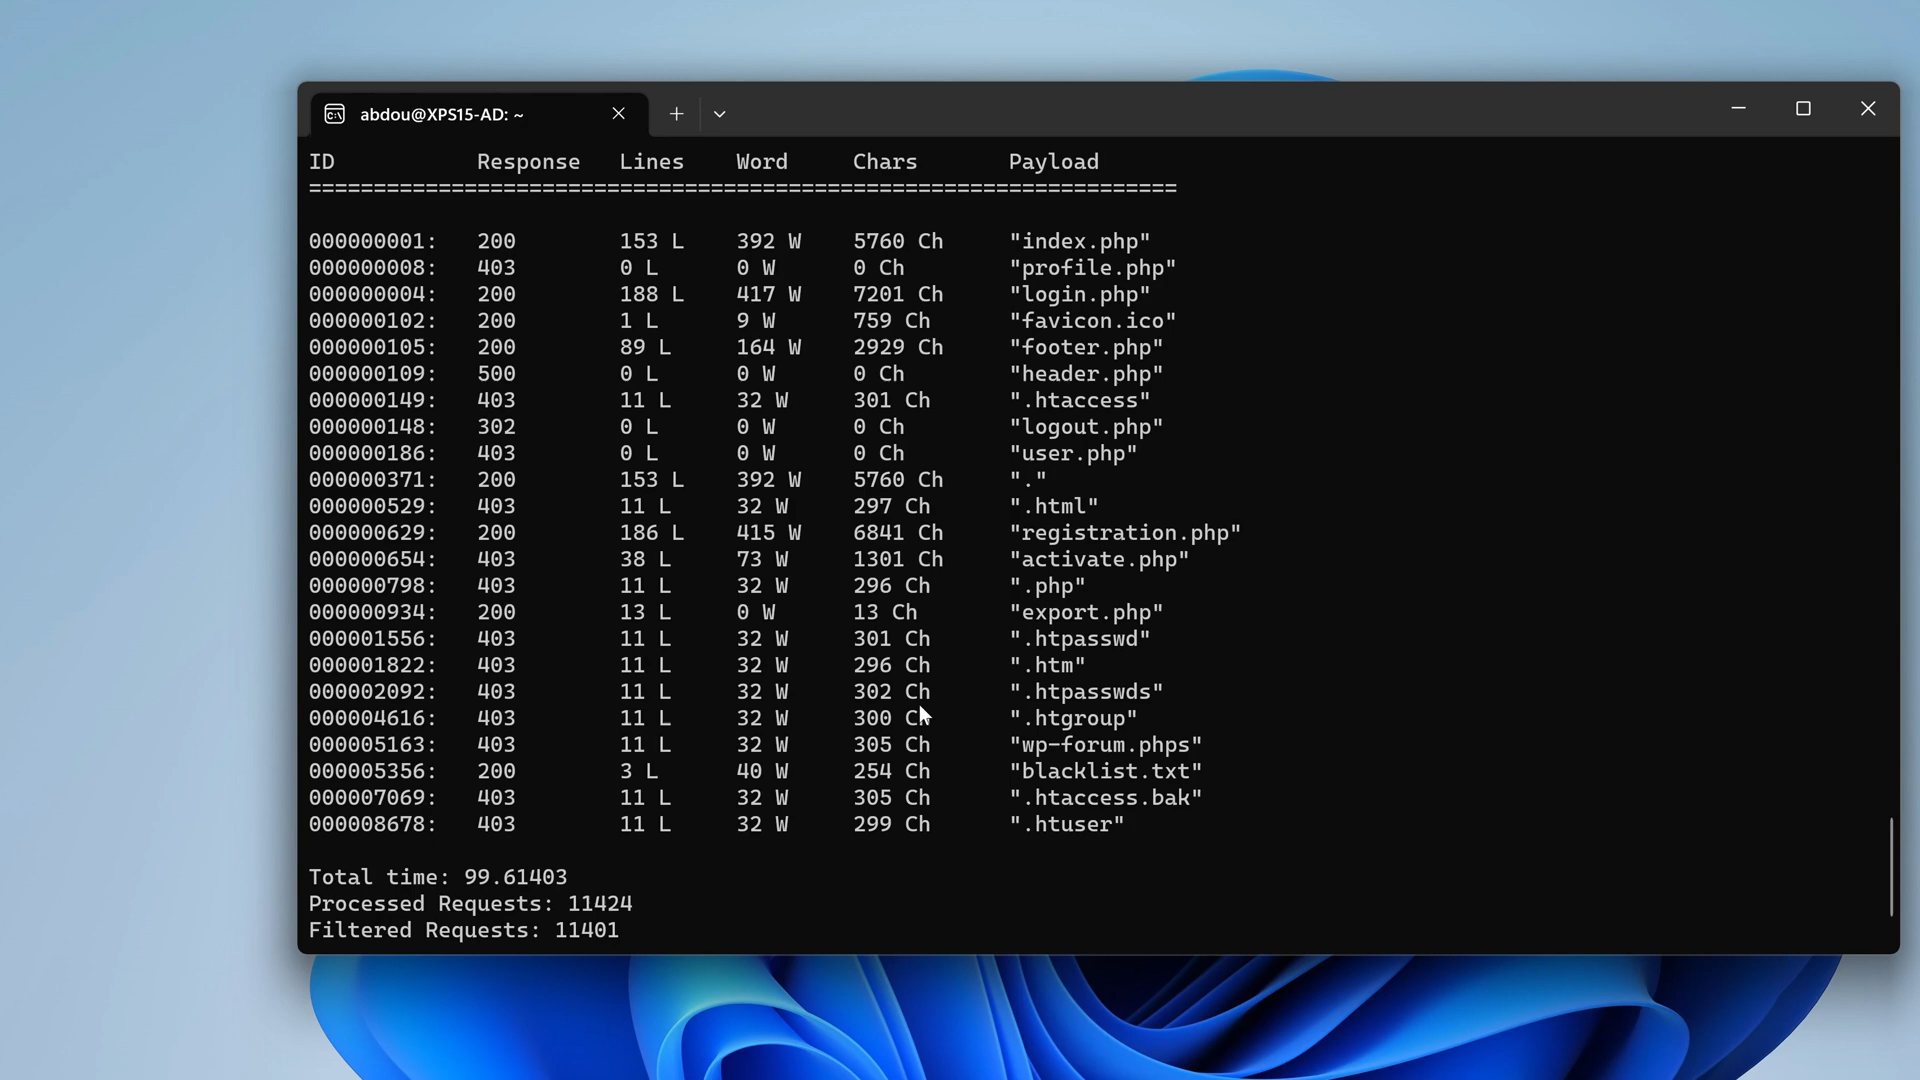 abdou@XPS15-AD: ~
ID Response Lines Word Chars Payload
=====================================================================
000000001: 200 153 L 392 W 5760 Ch "index.php"
000000008: 403 0 L 0 W 0 Ch "profile.php"
000000004: 200 188 L 417 W 7201 Ch "login.php"
000000102: 200 1 L 9 W 759 Ch "favicon.ico"
000000105: 200 89 L 164 W 2929 Ch "footer.php"
000000109: 500 0 L 0 W 0 Ch "header.php"
000000149: 403 11 L 32 W 301 Ch ".htaccess"
000000148: 302 0 L 0 W 0 Ch "logout.php"
000000186: 403 0 L 0 W 0 Ch "user.php"
000000371: 200 153 L 392 W 5760 Ch "."
000000529: 403 11 L 32 W 297 Ch ".html"
000000629: 200 186 L 415 W 6841 Ch "registration.php"
000000654: 403 38 L 73 W 1301 Ch "activate.php"
000000798: 403 11 L 32 W 296 Ch ".php"
000000934: 200 13 L 0 W 13 Ch "export.php"
000001556: 403 11 L 32 W 301 Ch ".htpasswd"
000001822: 403 11 L 32 W 296 Ch ".htm"
000002092: 403 11 L 32 W 302 Ch ".htpasswds"
000004616: 403 11 L 32 W 300 Ch ".htgroup"
000005163: 403 11 L 32 W 305 Ch "wp-forum.phps"
000005356: 200 3 L 40 W 254 Ch "blacklist.txt"
000007069: 403 11 L 32 W 305 Ch ".htaccess.bak"
000008678: 403 11 L 32 W 299 Ch ".htuser"
Total time: 99.61403
Processed Requests: 11424
Filtered Requests: 11401